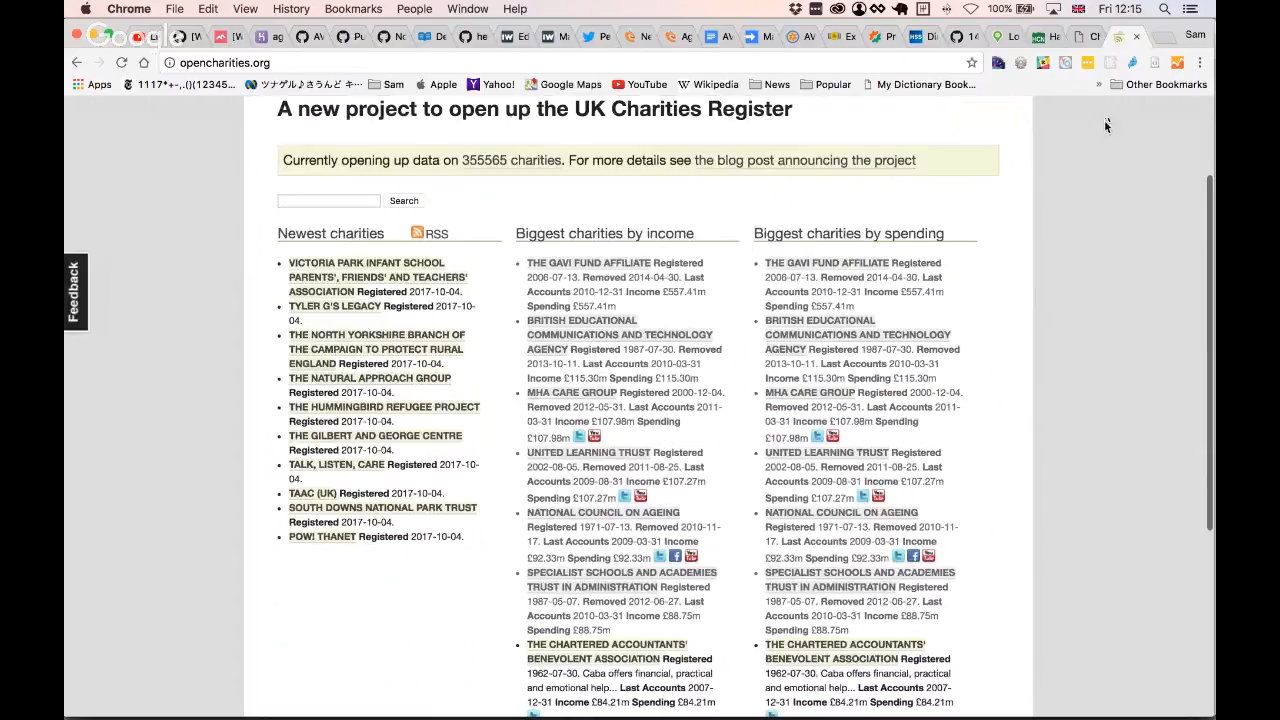 Chrome File Edit View History Bookmarks People Window Help 100% Fri 12:15
Sam
opencharities.org
Apps 1117*+-,.()(12345... ツナゲル♪さうんど カ... Sam Apple Yahoo! Google Maps YouTube Wikipedia News Popular My Dictionary Book... » Other Bookmarks
A new project to open up the UK Charities Register
Currently opening up data on 355565 charities. For more details see the blog post announcing the project
Search
Feedback
Newest charities RSS
VICTORIA PARK INFANT SCHOOL
PARENTS', FRIENDS' AND TEACHERS'
ASSOCIATION Registered 2017-10-04.
TYLER G'S LEGACY Registered 2017-10-
04.
THE NORTH YORKSHIRE BRANCH OF
THE CAMPAIGN TO PROTECT RURAL
ENGLAND Registered 2017-10-04.
THE NATURAL APPROACH GROUP
Registered 2017-10-04.
THE HUMMINGBIRD REFUGEE PROJECT
Registered 2017-10-04.
THE GILBERT AND GEORGE CENTRE
Registered 2017-10-04.
TALK, LISTEN, CARE Registered 2017-10-
04.
TAAC (UK) Registered 2017-10-04.
SOUTH DOWNS NATIONAL PARK TRUST
Registered 2017-10-04.
POW! THANET Registered 2017-10-04.
Biggest charities by income
THE GAVI FUND AFFILIATE Registered
2006-07-13. Removed 2014-04-30. Last
Accounts 2010-12-31 Income £557.41m
Spending £557.41m
BRITISH EDUCATIONAL
COMMUNICATIONS AND TECHNOLOGY
AGENCY Registered 1987-07-30. Removed
2013-10-11. Last Accounts 2010-03-31
Income £115.30m Spending £115.30m
MHA CARE GROUP Registered 2000-12-04.
Removed 2012-05-31. Last Accounts 2011-
03-31 Income £107.98m Spending
£107.98m
UNITED LEARNING TRUST Registered
2002-08-05. Removed 2011-08-25. Last
Accounts 2009-08-31 Income £107.27m
Spending £107.27m
NATIONAL COUNCIL ON AGEING
Registered 1971-07-13. Removed 2010-11-
17. Last Accounts 2009-03-31 Income
£92.33m Spending £92.33m
SPECIALIST SCHOOLS AND ACADEMIES
TRUST IN ADMINISTRATION Registered
1987-05-07. Removed 2012-06-27. Last
Accounts 2010-03-31 Income £88.75m
Spending £88.75m
THE CHARTERED ACCOUNTANTS'
BENEVOLENT ASSOCIATION Registered
1962-07-30. Caba offers financial, practical
and emotional help... Last Accounts 2007-
12-31 Income £84.21m Spending £84.21m
Biggest charities by spending
THE GAVI FUND AFFILIATE Registered
2006-07-13. Removed 2014-04-30. Last
Accounts 2010-12-31 Income £557.41m
Spending £557.41m
BRITISH EDUCATIONAL
COMMUNICATIONS AND TECHNOLOGY
AGENCY Registered 1987-07-30. Removed
2013-10-11. Last Accounts 2010-03-31
Income £115.30m Spending £115.30m
MHA CARE GROUP Registered 2000-12-04.
Removed 2012-05-31. Last Accounts 2011-
03-31 Income £107.98m Spending
£107.98m
UNITED LEARNING TRUST Registered
2002-08-05. Removed 2011-08-25. Last
Accounts 2009-08-31 Income £107.27m
Spending £107.27m
NATIONAL COUNCIL ON AGEING
Registered 1971-07-13. Removed 2010-11-
17. Last Accounts 2009-03-31 Income
£92.33m Spending £92.33m
SPECIALIST SCHOOLS AND ACADEMIES
TRUST IN ADMINISTRATION Registered
1987-05-07. Removed 2012-06-27. Last
Accounts 2010-03-31 Income £88.75m
Spending £88.75m
THE CHARTERED ACCOUNTANTS'
BENEVOLENT ASSOCIATION Registered
1962-07-30. Caba offers financial, practical
and emotional help... Last Accounts 2007-
12-31 Income £84.21m Spending £84.21m